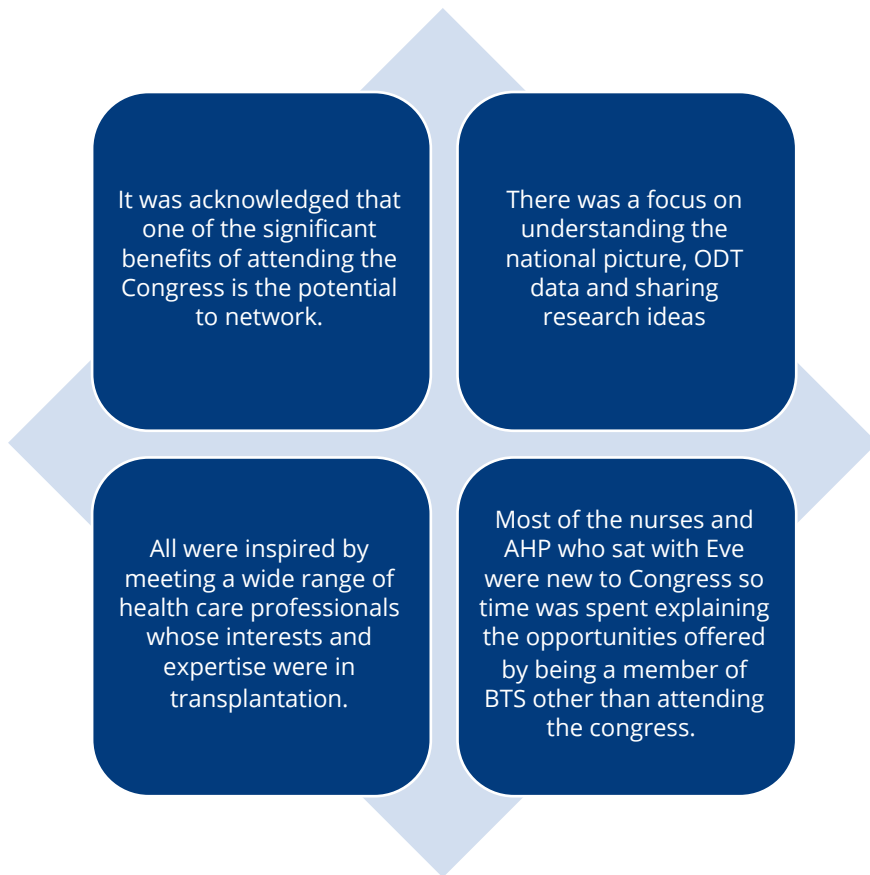 It was acknowledged that
one of the significant
benefits of attending the
Congress is the potential
to network.
There was a focus on
understanding the
national picture, ODT
data and sharing
research ideas
All were inspired by
meeting a wide range of
health care professionals
whose interests and
expertise were in
transplantation.
Most of the nurses and
AHP who sat with Eve
were new to Congress so
time was spent explaining
the opportunities offered
by being a member of
BTS other than attending
the congress.